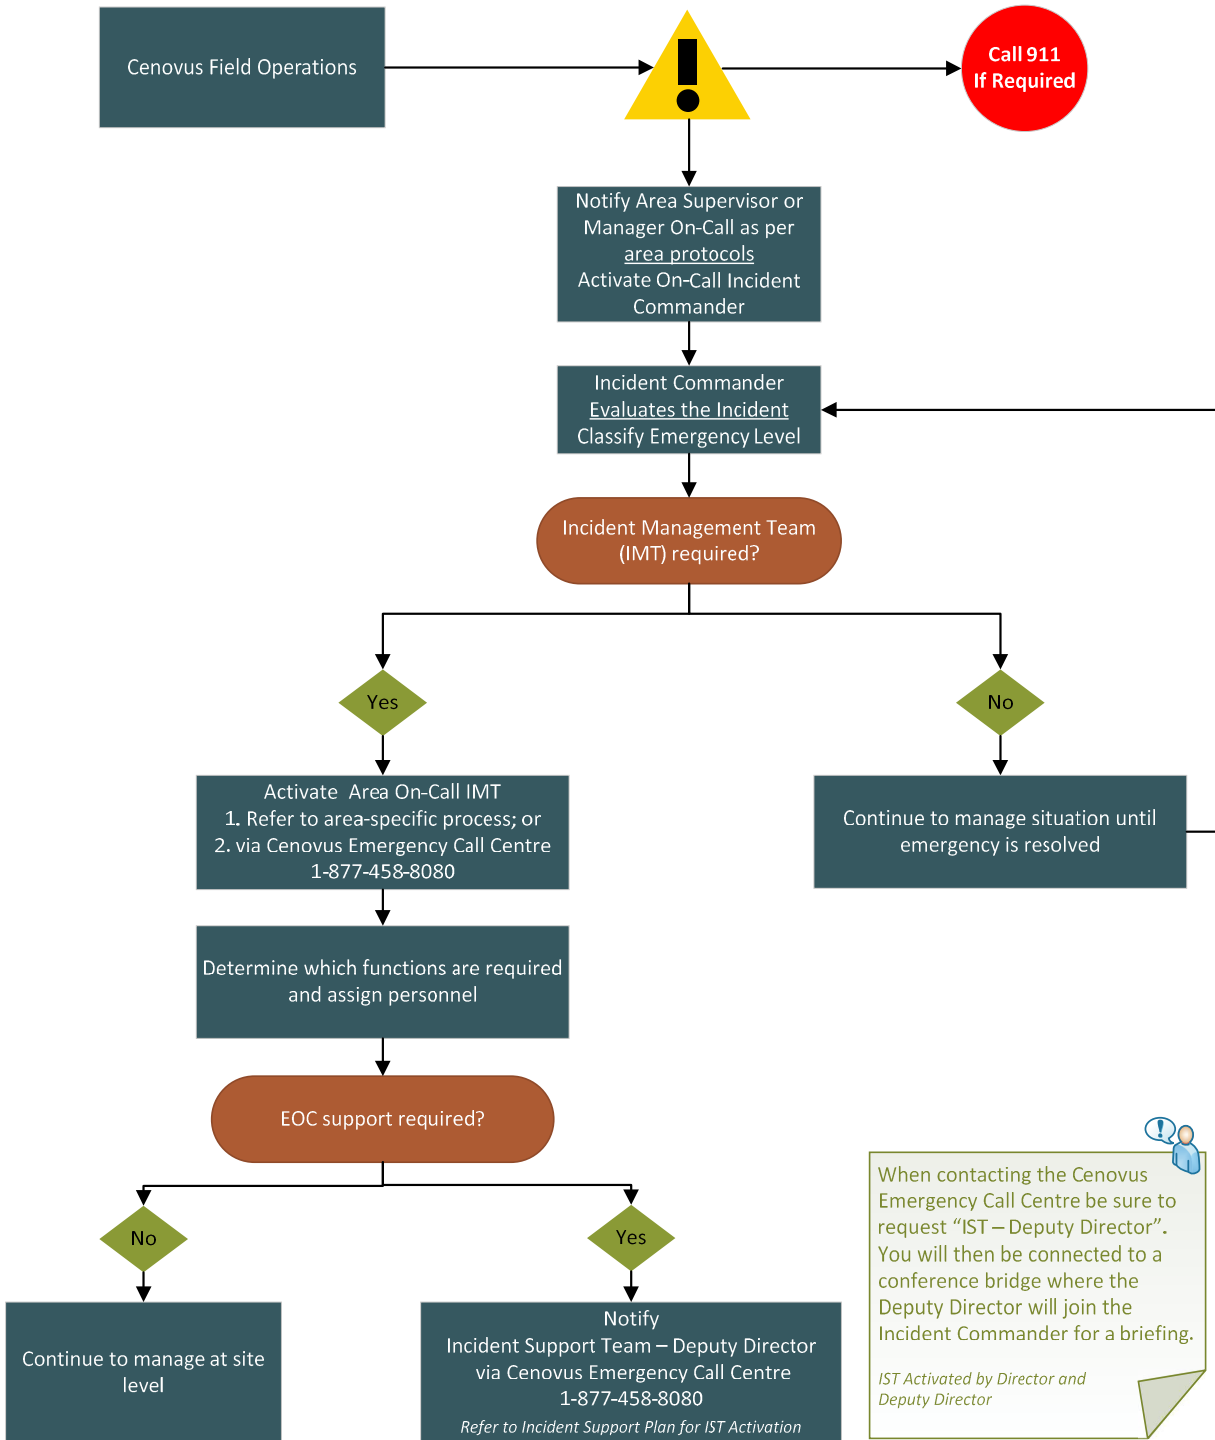 Cenovus Field Operations
Call 911
If Required
Notify Area Supervisor or
Manager On-Call as per
area protocols
Activate On-Call Incident
Commander
Incident Commander
Evaluates the Incident
Classify Emergency Level
Incident Management Team
(IMT) required?
Yes
No
Activate Area On-Call IMT
1. Refer to area-specific process; or
2. via Cenovus Emergency Call Centre
1-877-458-8080
Continue to manage situation until
emergency is resolved
Determine which functions are required
and assign personnel
EOC support required?
No
Yes
Continue to manage at site
level
Notify
Incident Support Team – Deputy Director
via Cenovus Emergency Call Centre
1-877-458-8080
Refer to Incident Support Plan for IST Activation
When contacting the Cenovus
Emergency Call Centre be sure to
request “IST – Deputy Director”.
You will then be connected to a
conference bridge where the
Deputy Director will join the
Incident Commander for a briefing.
IST Activated by Director and
Deputy Director